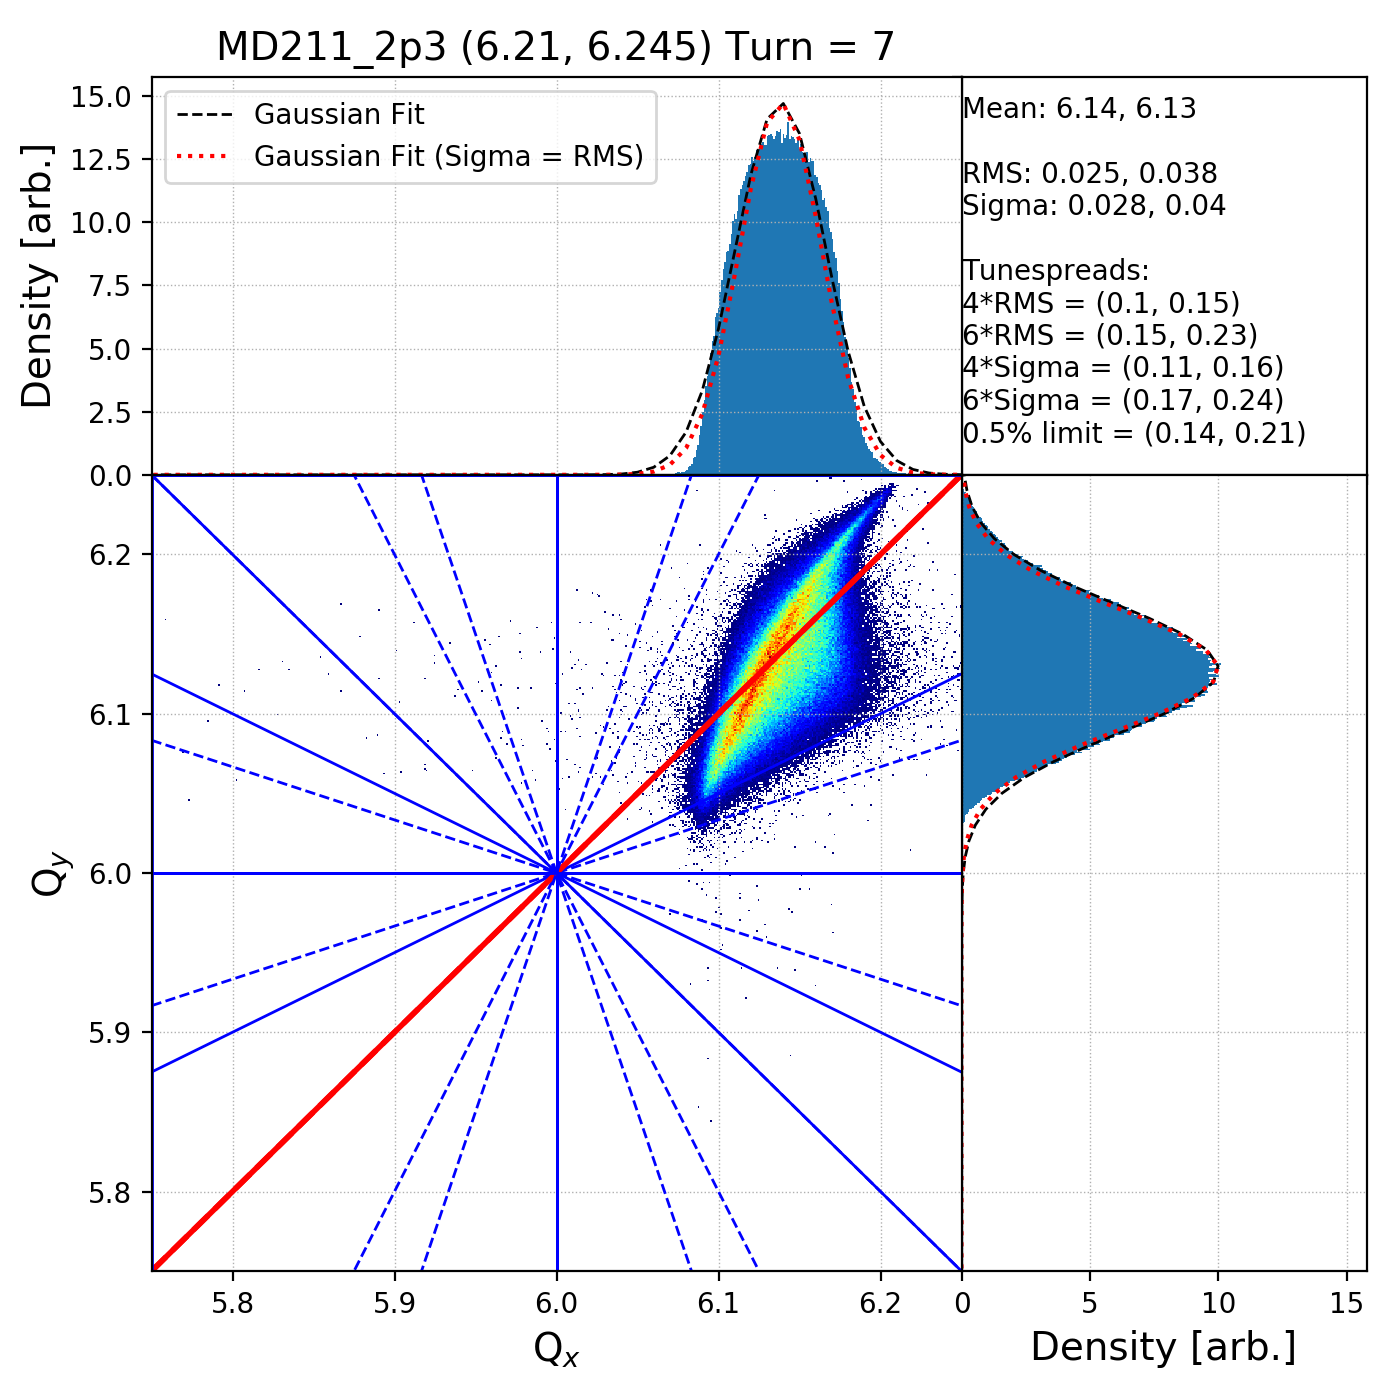 MD211_2p3 (6.21, 6.245) Turn = 7
Density [arb.]
15.0
12.5
10.0
7.5
5.0
2.5
0.0
Gaussian Fit
Gaussian Fit (Sigma = RMS)
Mean: 6.14, 6.13
RMS: 0.025, 0.038
Sigma: 0.028, 0.04
Tunespreads:
4*RMS = (0.1, 0.15)
6*RMS = (0.15, 0.23)
4*Sigma = (0.11, 0.16)
6*Sigma = (0.17, 0.24)
0.5% limit = (0.14, 0.21)
Qy
6.2
6.1
6.0
5.9
5.8
5.8 5.9 6.0 6.1 6.2
Qx
0 5 10 15
Density [arb.]